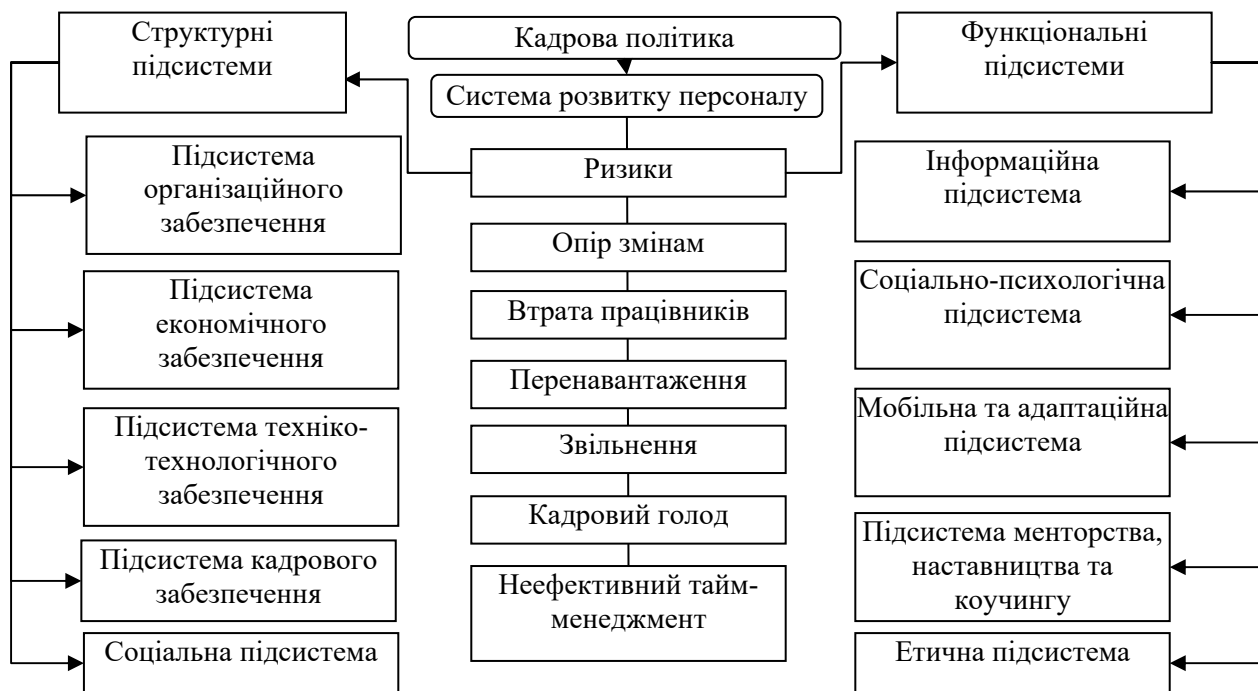 Структурні
підсистеми
Підсистема
організаційного
забезпечення
Підсистема
економічного
забезпечення
Підсистема техніко-
технологічного
забезпечення
Підсистема кадрового
забезпечення
Соціальна підсистема
Кадрова політика
Система розвитку персоналу
Ризики
Опір змінам
Втрата працівників
Перенавантаження
Звільнення
Кадровий голод
Неефективний тайм-
менеджмент
Функціональні
підсистеми
Інформаційна
підсистема
Соціально-психологічна
підсистема
Мобільна та адаптаційна
підсистема
Підсистема менторства,
наставництва та
коучингу
Етична підсистема